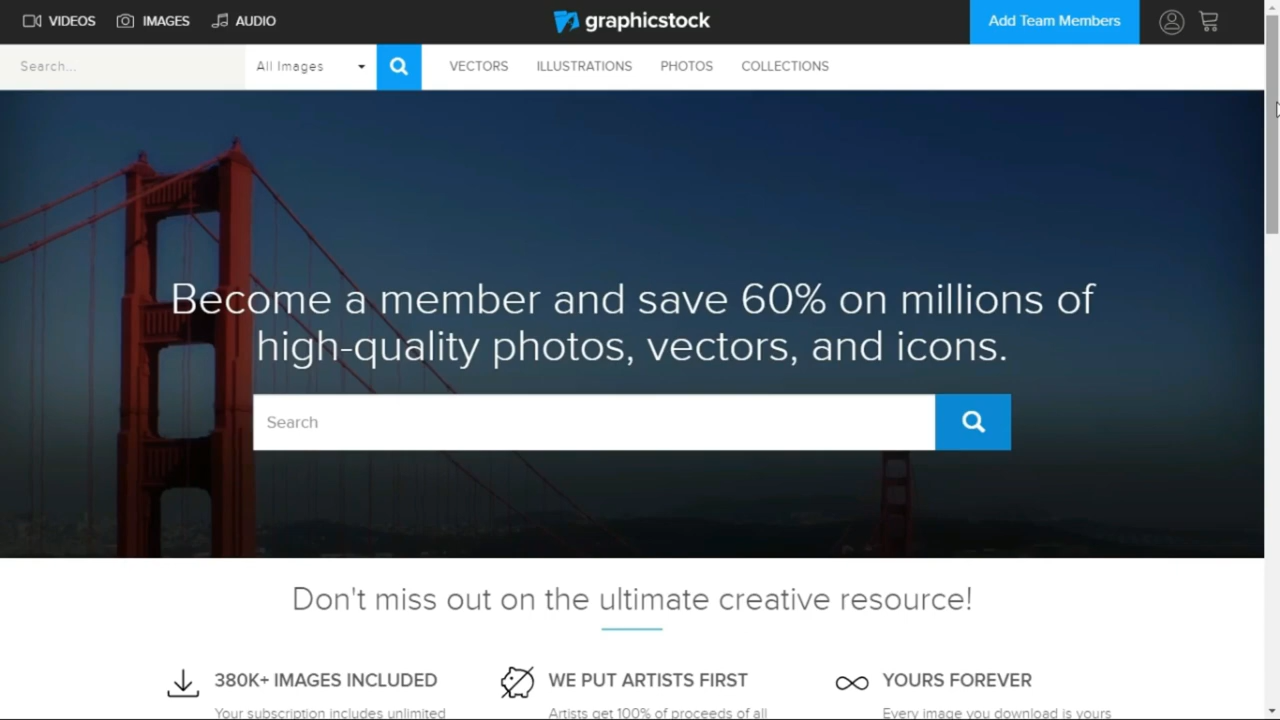 VIDEOS IMAGES AUDIO graphicstock Add Team Members
Search... All Images VECTORS ILLUSTRATIONS PHOTOS COLLECTIONS
Become a member and save 60% on millions of
high-quality photos, vectors, and icons.
Search
Don't miss out on the ultimate creative resource!
380K+ IMAGES INCLUDED WE PUT ARTISTS FIRST YOURS FOREVER
Your subscription includes unlimited Artists get 100% of proceeds of all Every image you download is yours